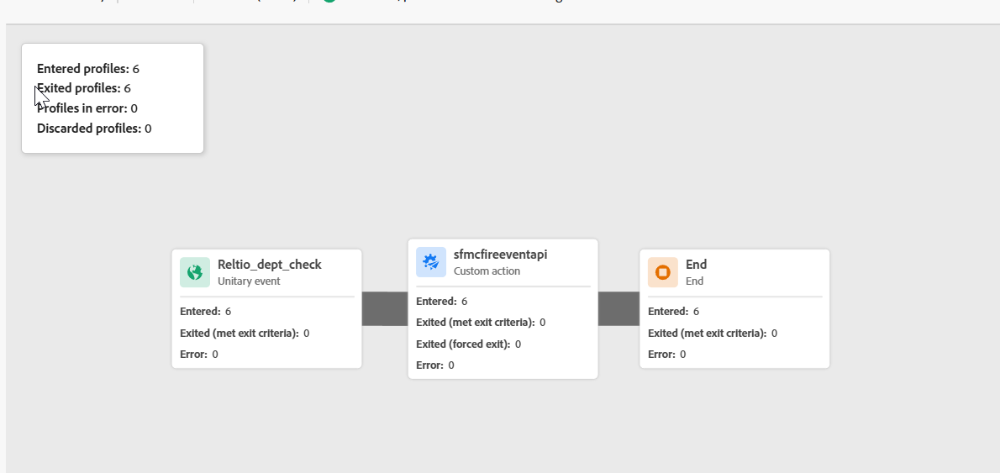 Entered profiles: 6
Exited profiles: 6
Profiles in error: 0
Discarded profiles: 0
Reltio_dept_check
Unitary event
Entered: 6
Exited (met exit criteria): 0
Error: 0
sfmcfireeventapi
Custom action
Entered: 6
Exited (met exit criteria): 0
Exited (forced exit): 0
Error: 0
End
End
Entered: 6
Exited (met exit criteria): 0
Error: 0